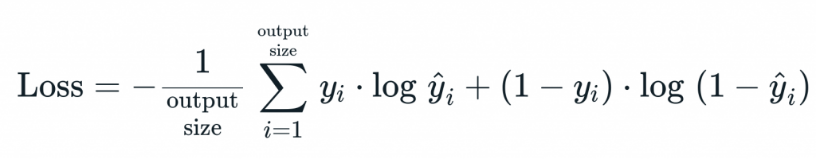 Loss = − 1 / output size ∑ i=1 output size yᵢ · log ŷᵢ + (1 − yᵢ) · log (1 − ŷᵢ)